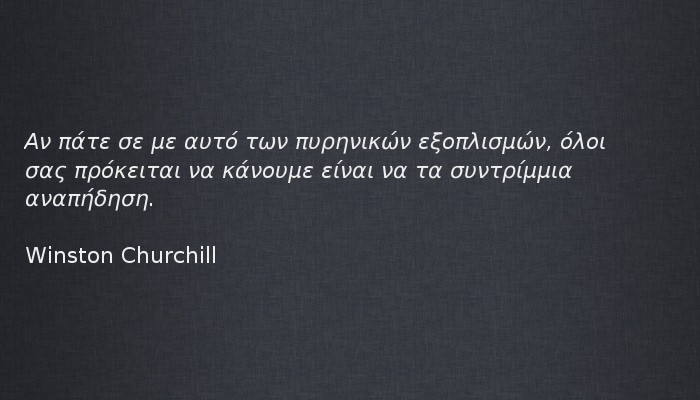 Αν πάτε σε με αυτό των πυρηνικών εξοπλισμών, όλοι
σας πρόκειται να κάνουμε είναι να τα συντρίμμια
αναπήδηση.
Winston Churchill